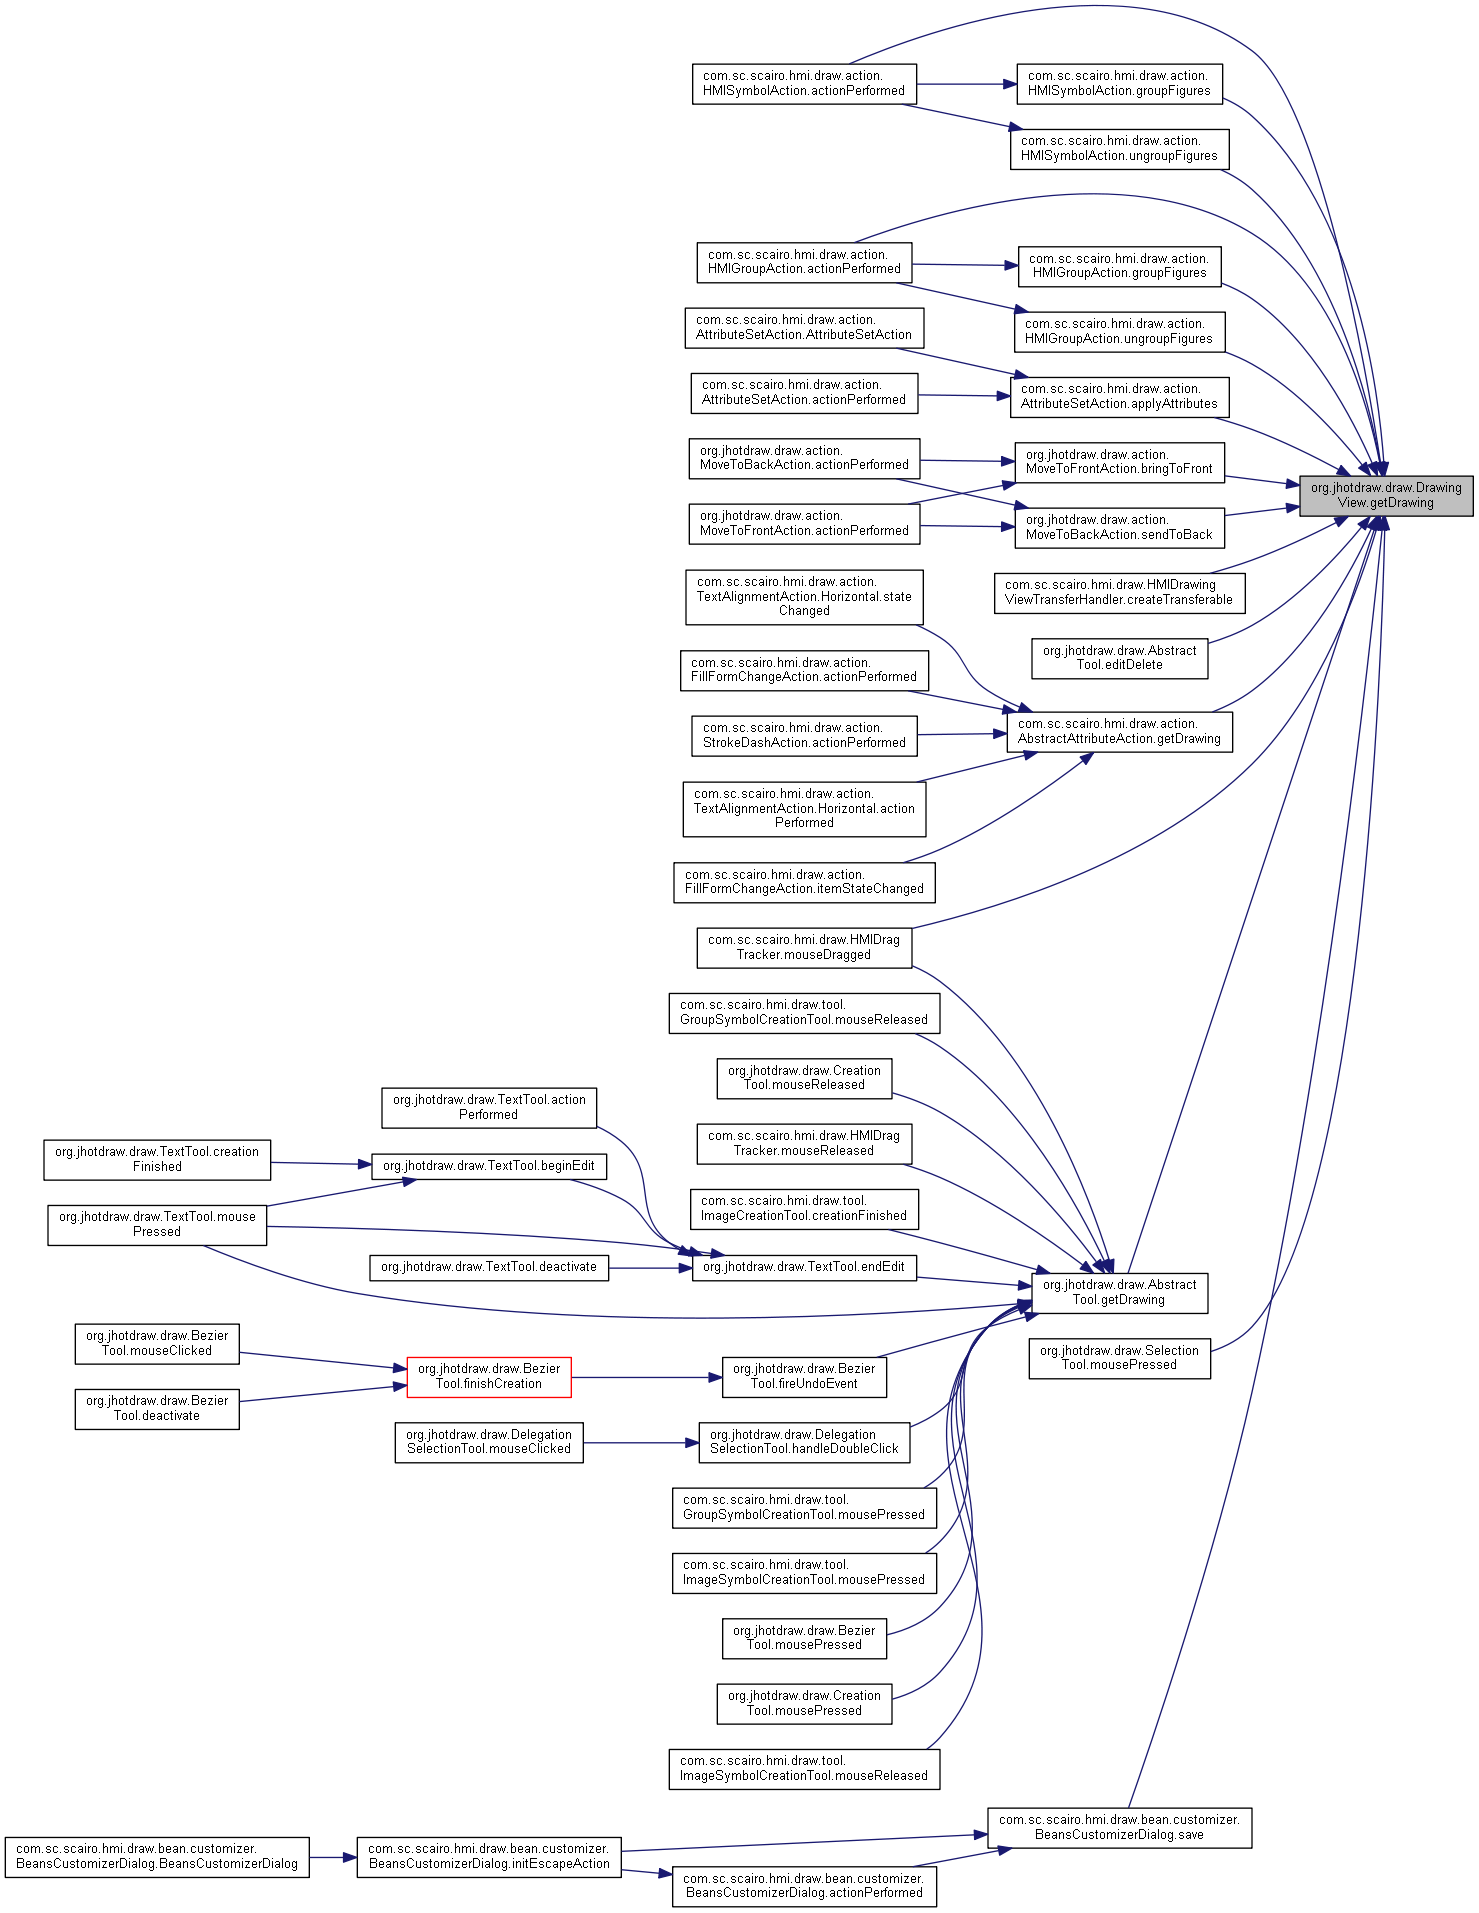 com.sc.scairo.hmi.draw.action.
HMISymbolAction.actionPerformed
com.sc.scairo.hmi.draw.action.
HMISymbolAction.groupFigures
com.sc.scairo.hmi.draw.action.
HMISymbolAction.ungroupFigures
com.sc.scairo.hmi.draw.action.
HMIGroupAction.actionPerformed
com.sc.scairo.hmi.draw.action.
HMIGroupAction.groupFigures
com.sc.scairo.hmi.draw.action.
AttributeSetAction.AttributeSetAction
com.sc.scairo.hmi.draw.action.
HMIGroupAction.ungroupFigures
com.sc.scairo.hmi.draw.action.
AttributeSetAction.actionPerformed
com.sc.scairo.hmi.draw.action.
AttributeSetAction.applyAttributes
org.jhotdraw.draw.action.
MoveToBackAction.actionPerformed
org.jhotdraw.draw.action.
MoveToFrontAction.bringToFront
org.jhotdraw.draw.Drawing
View.getDrawing
org.jhotdraw.draw.action.
MoveToFrontAction.actionPerformed
org.jhotdraw.draw.action.
MoveToBackAction.sendToBack
com.sc.scairo.hmi.draw.action.
TextAlignmentAction.Horizontal.state
Changed
com.sc.scairo.hmi.draw.HMIDrawing
ViewTransferHandler.createTransferable
org.jhotdraw.draw.Abstract
Tool.editDelete
com.sc.scairo.hmi.draw.action.
FillFormChangeAction.actionPerformed
com.sc.scairo.hmi.draw.action.
StrokeDashAction.actionPerformed
com.sc.scairo.hmi.draw.action.
AbstractAttributeAction.getDrawing
com.sc.scairo.hmi.draw.action.
TextAlignmentAction.Horizontal.action
Performed
com.sc.scairo.hmi.draw.action.
FillFormChangeAction.itemStateChanged
com.sc.scairo.hmi.draw.HMIDrag
Tracker.mouseDragged
com.sc.scairo.hmi.draw.tool.
GroupSymbolCreationTool.mouseReleased
org.jhotdraw.draw.Creation
Tool.mouseReleased
org.jhotdraw.draw.TextTool.action
Performed
com.sc.scairo.hmi.draw.HMIDrag
Tracker.mouseReleased
org.jhotdraw.draw.TextTool.creation
Finished
org.jhotdraw.draw.TextTool.beginEdit
com.sc.scairo.hmi.draw.tool.
ImageCreationTool.creationFinished
org.jhotdraw.draw.TextTool.mouse
Pressed
org.jhotdraw.draw.TextTool.deactivate
org.jhotdraw.draw.TextTool.endEdit
org.jhotdraw.draw.Abstract
Tool.getDrawing
org.jhotdraw.draw.Bezier
Tool.mouseClicked
org.jhotdraw.draw.Selection
Tool.mousePressed
org.jhotdraw.draw.Bezier
Tool.finishCreation
org.jhotdraw.draw.Bezier
Tool.fireUndoEvent
org.jhotdraw.draw.Bezier
Tool.deactivate
org.jhotdraw.draw.Delegation
SelectionTool.mouseClicked
org.jhotdraw.draw.Delegation
SelectionTool.handleDoubleClick
com.sc.scairo.hmi.draw.tool.
GroupSymbolCreationTool.mousePressed
com.sc.scairo.hmi.draw.tool.
ImageSymbolCreationTool.mousePressed
org.jhotdraw.draw.Bezier
Tool.mousePressed
org.jhotdraw.draw.Creation
Tool.mousePressed
com.sc.scairo.hmi.draw.tool.
ImageSymbolCreationTool.mouseReleased
com.sc.scairo.hmi.draw.bean.customizer.
BeansCustomizerDialog.save
com.sc.scairo.hmi.draw.bean.customizer.
BeansCustomizerDialog.BeansCustomizerDialog
com.sc.scairo.hmi.draw.bean.customizer.
BeansCustomizerDialog.initEscapeAction
com.sc.scairo.hmi.draw.bean.customizer.
BeansCustomizerDialog.actionPerformed